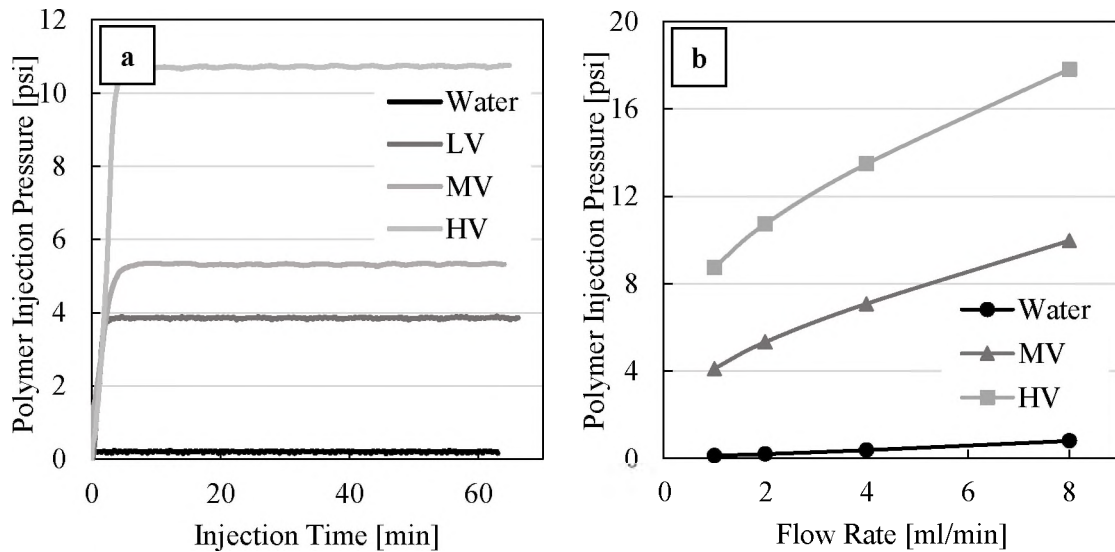 a
Polymer Injection Pressure [psi]
12
10
8
6
4
2
0
Water
LV
MV
HV
0 20 40 60
Injection Time [min]
b
Polymer Injection Pressure [psi]
20
16
12
8
4
0
Water
MV
HV
0 2 4 6 8
Flow Rate [ml/min]